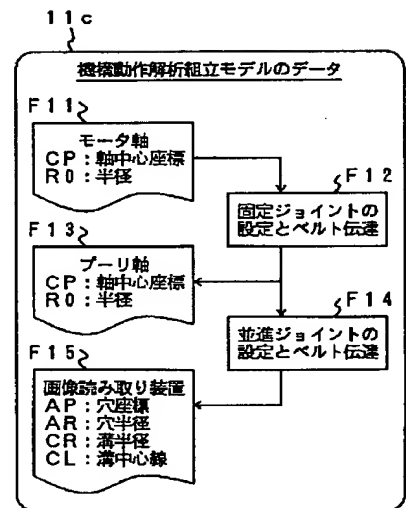 11c
機構動作解析組立モデルのデータ
F11
モータ軸
CP：軸中心座標
R0：半径
F12
固定ジョイントの
設定とベルト伝達
F13
プーリ軸
CP：軸中心座標
R0：半径
F14
並進ジョイントの
設定とベルト伝達
F15
画像読み取り装置
AP：穴座標
AR：穴半径
CR：溝半径
CL：溝中心線